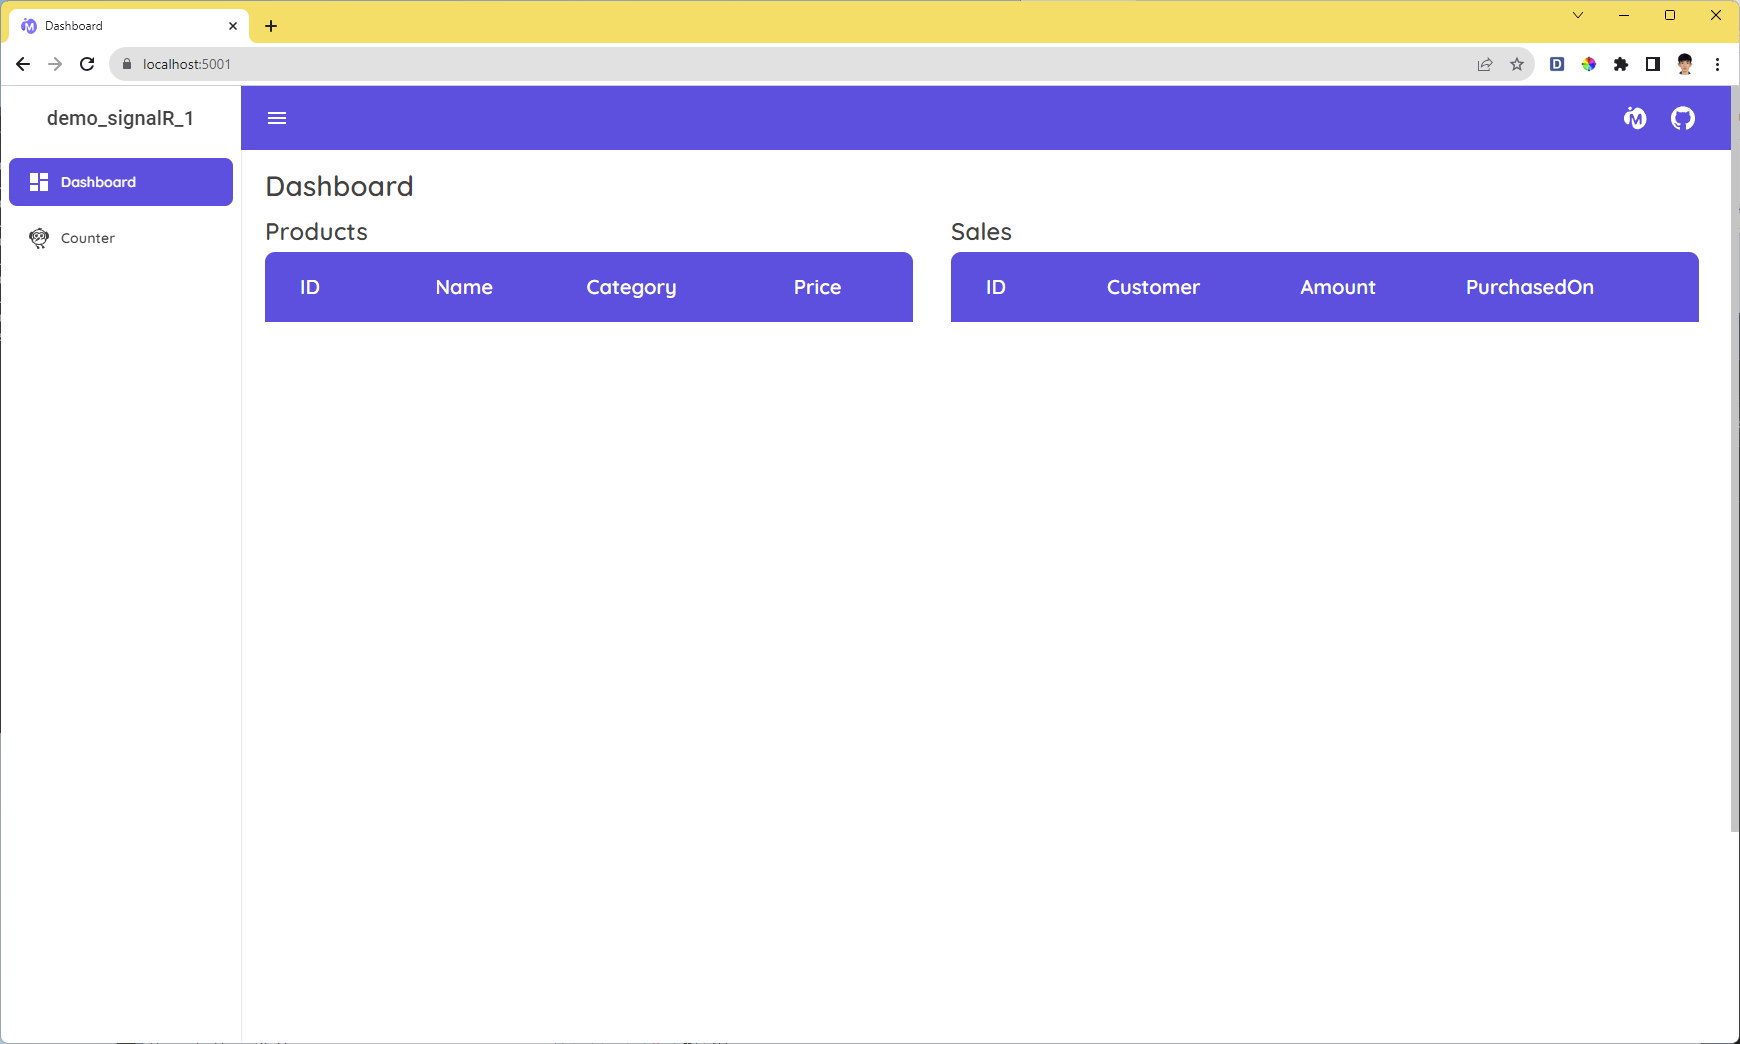 Dashboard
localhost:5001
demo_signalR_1
Dashboard
Counter
Dashboard
Products
ID Name Category Price
Sales
ID Customer Amount PurchasedOn